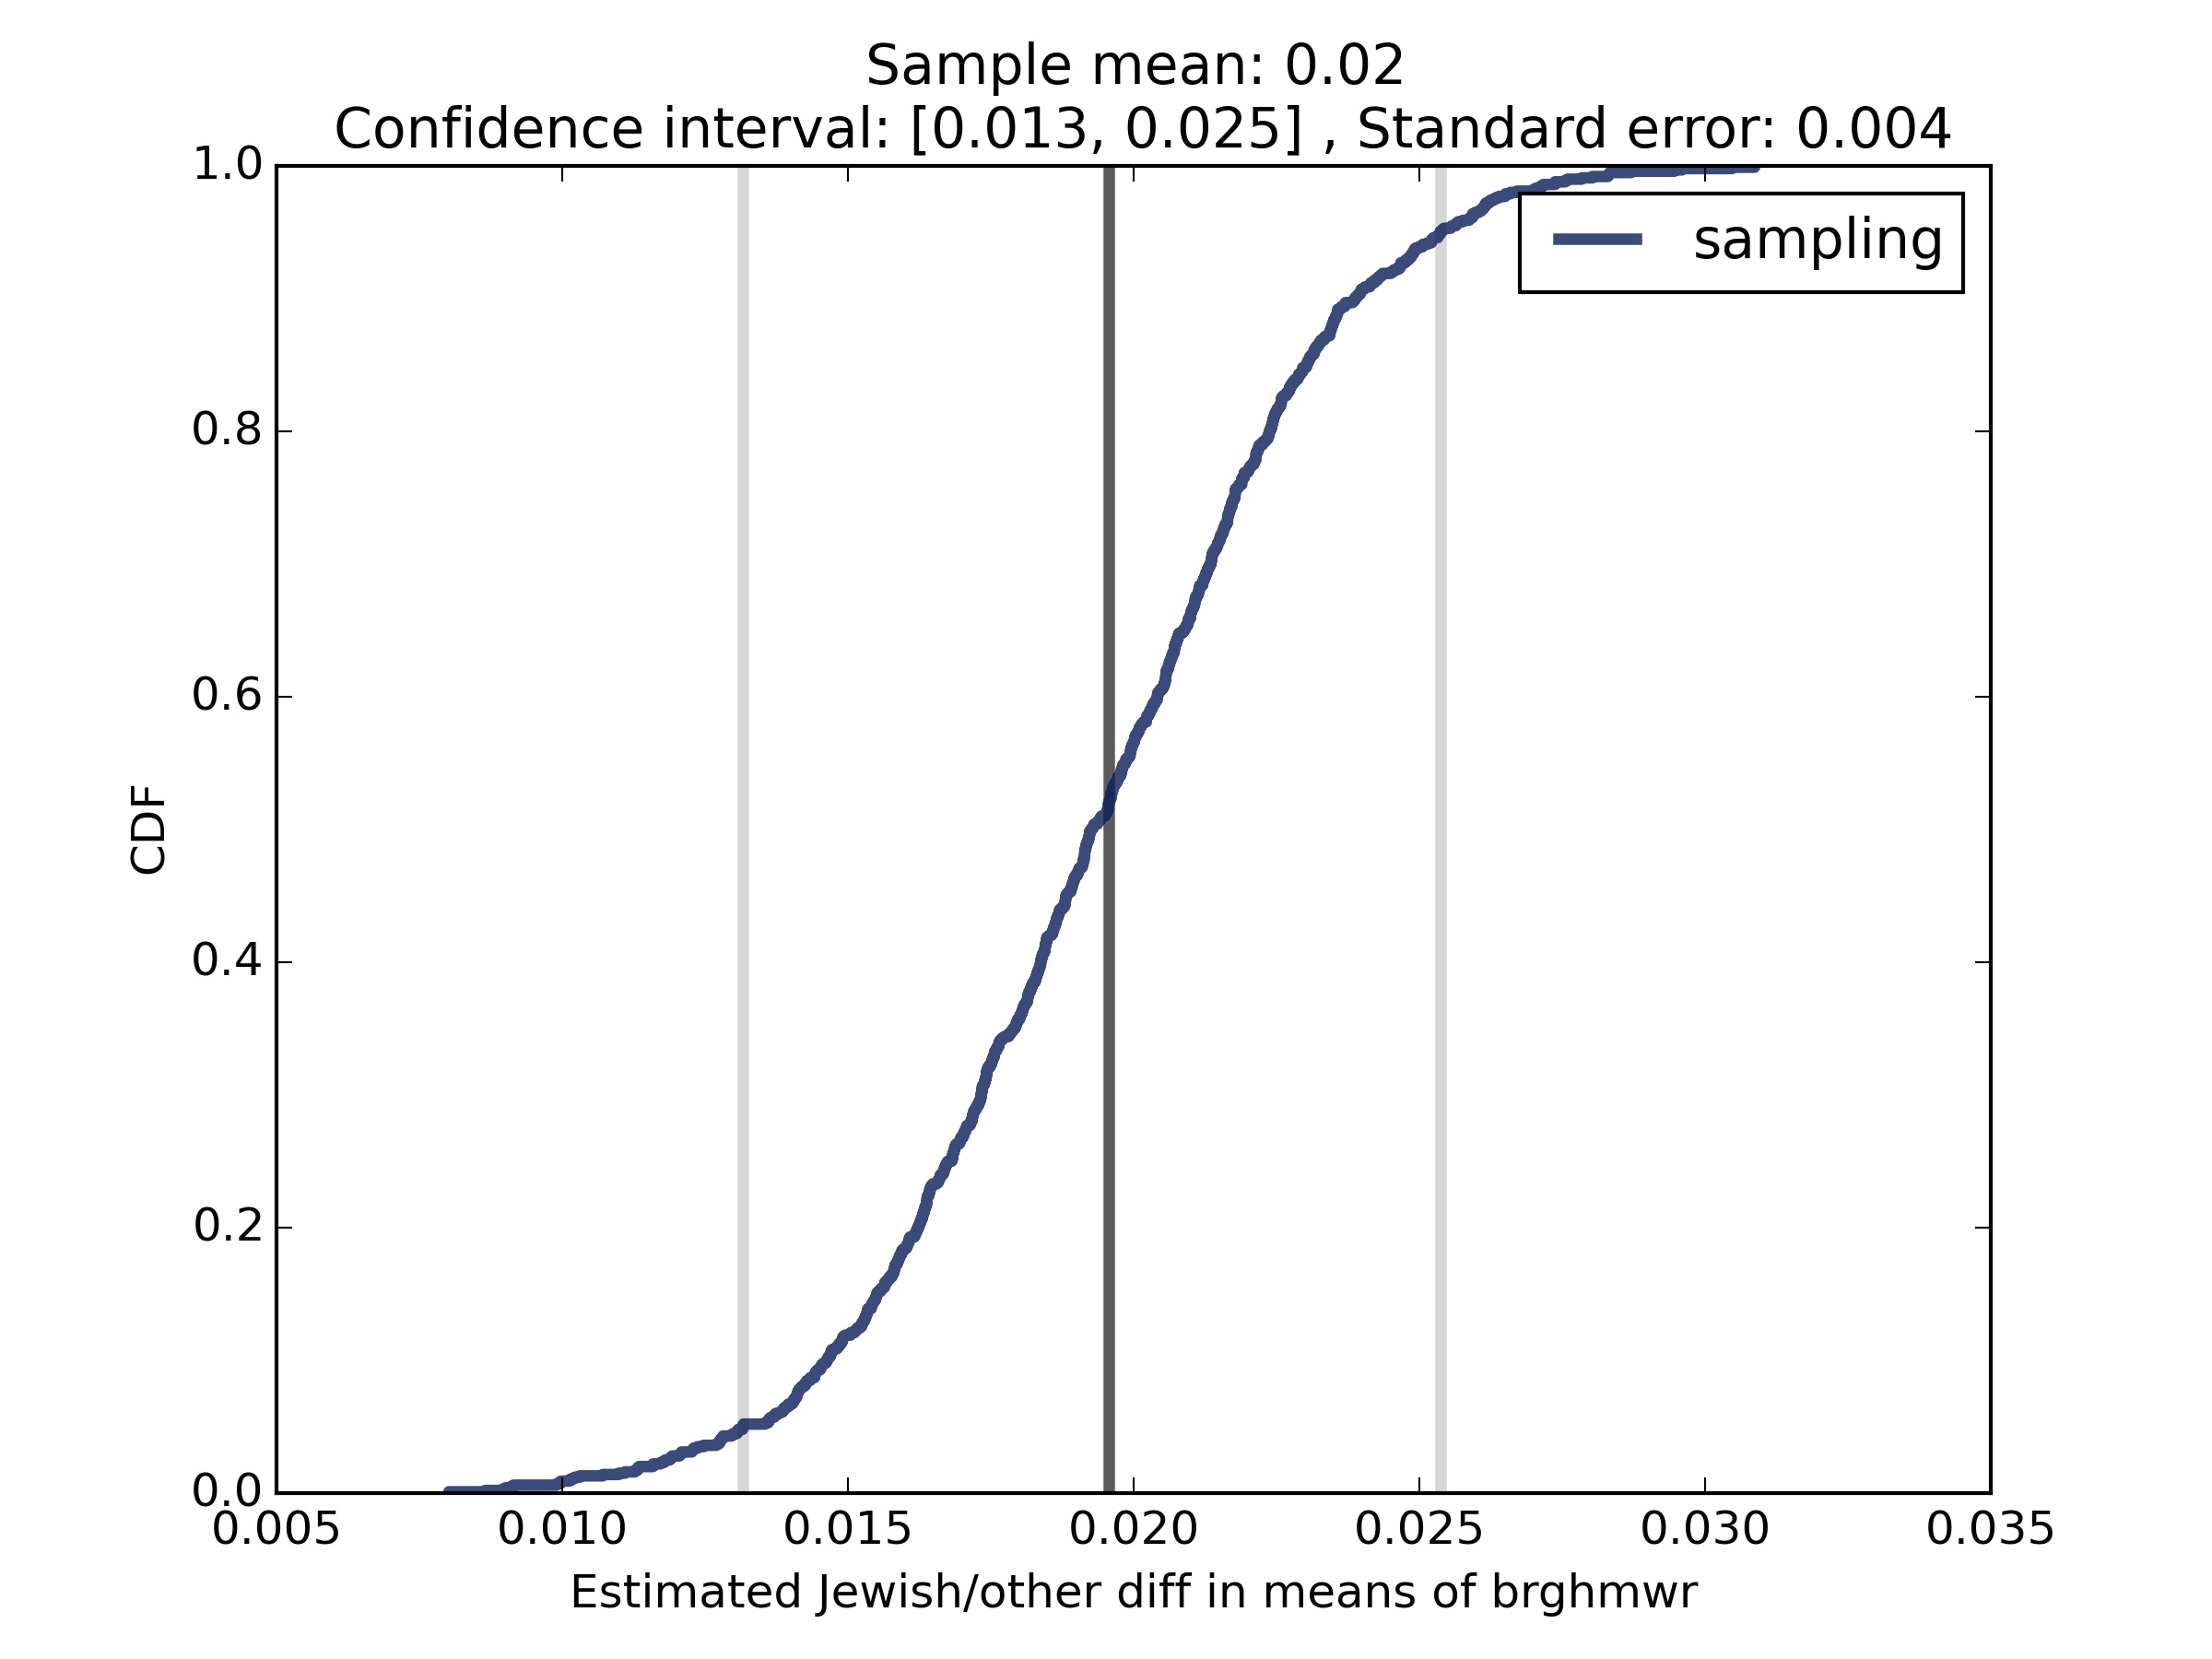 Sample mean: 0.02
Confidence interval: [0.013, 0.025] , Standard error: 0.004
1.0
sampling
0.8
0.6
CDF
0.4
0.2
0.0
0.005 0.010 0.015 0.020 0.025 0.030 0.035
Estimated Jewish/other diff in means of brghmwr